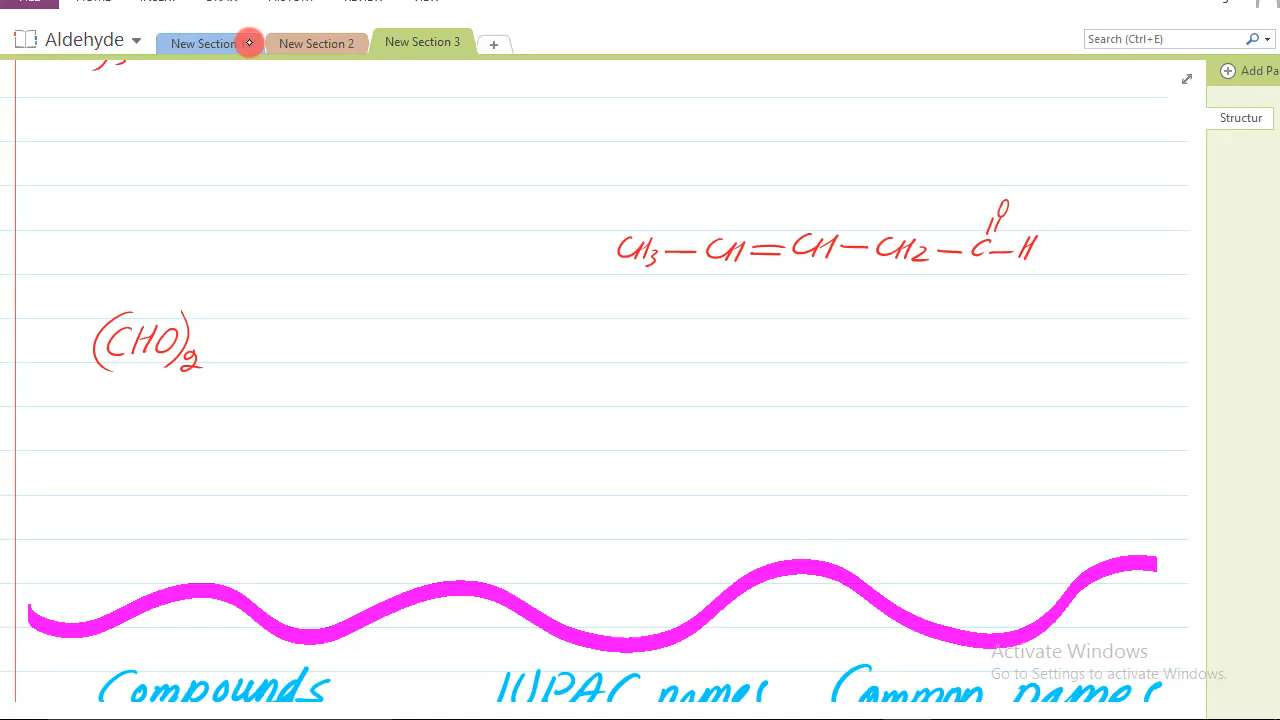 Aldehyde
New Section
New Section 2
New Section 3
+
Search (Ctrl+E)
Add Pa
Structur
O
CH3 — CH = CH — CH2 — C — H
(CHO)2
Activate Windows
Go to Settings to activate Windows.
Compounds IUPAC names Common names